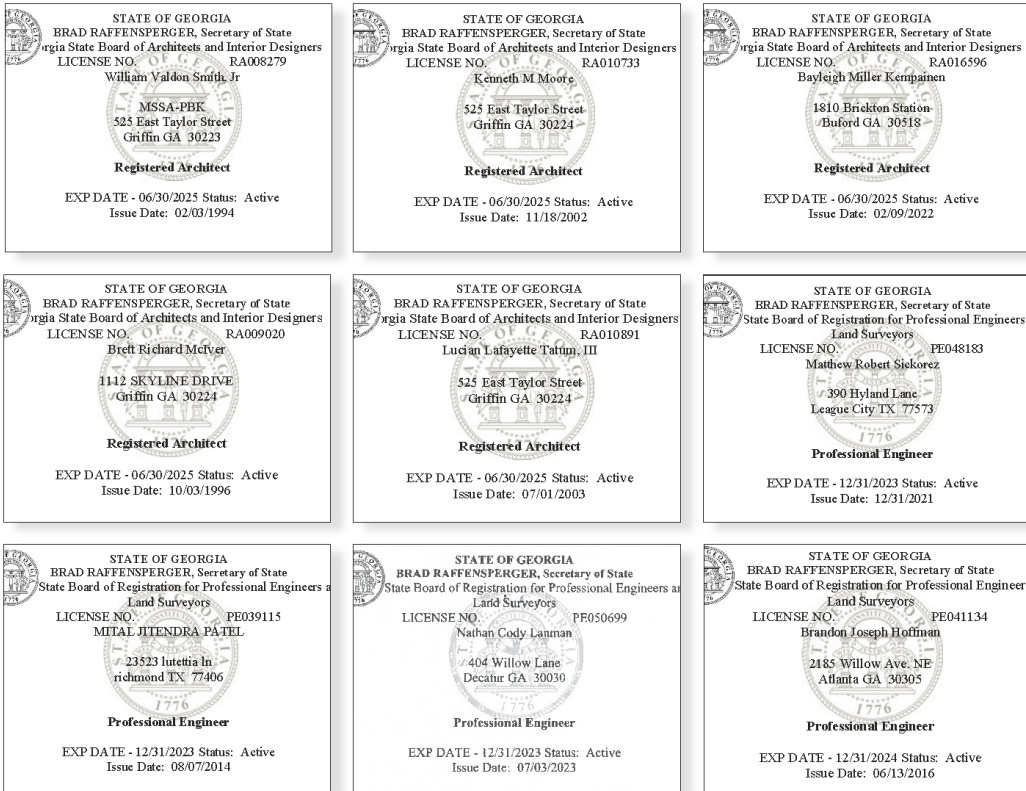 STATE OF GEORGIA
BRAD RAFFENSPERGER, Secretary of State
rgia State Board of Architects and Interior Designers
LICENSE NO. RA008279
William Valdon Smith, Jr
MSSA-PBK
525 East Taylor Street
Griffin GA 30223
Registered Architect
EXP DATE - 06/30/2025 Status: Active
Issue Date: 02/03/1994
STATE OF GEORGIA
BRAD RAFFENSPERGER, Secretary of State
rgia State Board of Architects and Interior Designers
LICENSE NO. RA010733
Kenneth M Moore
525 East Taylor Street
Griffin GA 30224
Registered Architect
EXP DATE - 06/30/2025 Status: Active
Issue Date: 11/18/2002
STATE OF GEORGIA
BRAD RAFFENSPERGER, Secretary of State
rgia State Board of Architects and Interior Designers
LICENSE NO. RA016596
Bayleigh Miller Kempainen
1810 Brickton Station
Buford GA 30518
Registered Architect
EXP DATE - 06/30/2025 Status: Active
Issue Date: 02/09/2022
STATE OF GEORGIA
BRAD RAFFENSPERGER, Secretary of State
rgia State Board of Architects and Interior Designers
LICENSE NO. RA009020
Brett Richard McIver
1112 SKYLINE DRIVE
Griffin GA 30224
Registered Architect
EXP DATE - 06/30/2025 Status: Active
Issue Date: 10/03/1996
STATE OF GEORGIA
BRAD RAFFENSPERGER, Secretary of State
rgia State Board of Architects and Interior Designers
LICENSE NO. RA010891
Lucian Lafayette Tatum, III
525 East Taylor Street
Griffin GA 30224
Registered Architect
EXP DATE - 06/30/2025 Status: Active
Issue Date: 07/01/2003
STATE OF GEORGIA
BRAD RAFFENSPERGER, Secretary of State
State Board of Registration for Professional Engineers
Land Surveyors
LICENSE NO. PE048183
Matthew Robert Sickorez
390 Hyland Lane
League City TX 77573
1776
Professional Engineer
EXP DATE - 12/31/2023 Status: Active
Issue Date: 12/31/2021
STATE OF GEORGIA
BRAD RAFFENSPERGER, Secretary of State
State Board of Registration for Professional Engineers a
Land Surveyors
LICENSE NO. PE039115
MITAL JITENDRA PATEL
23523 lutettia ln
richmond TX 77406
1776
Professional Engineer
EXP DATE - 12/31/2023 Status: Active
Issue Date: 08/07/2014
STATE OF GEORGIA
BRAD RAFFENSPERGER, Secretary of State
State Board of Registration for Professional Engineers an
Land Surveyors
LICENSE NO. PE050699
Nathan Cody Lanman
404 Willow Lane
Decatur GA 30030
1776
Professional Engineer
EXP DATE - 12/31/2023 Status: Active
Issue Date: 07/03/2023
STATE OF GEORGIA
BRAD RAFFENSPERGER, Secretary of State
State Board of Registration for Professional Engineer
Land Surveyors
LICENSE NO. PE041134
Brandon Joseph Hoffman
2185 Willow Ave. NE
Atlanta GA 30305
1776
Professional Engineer
EXP DATE - 12/31/2024 Status: Active
Issue Date: 06/13/2016